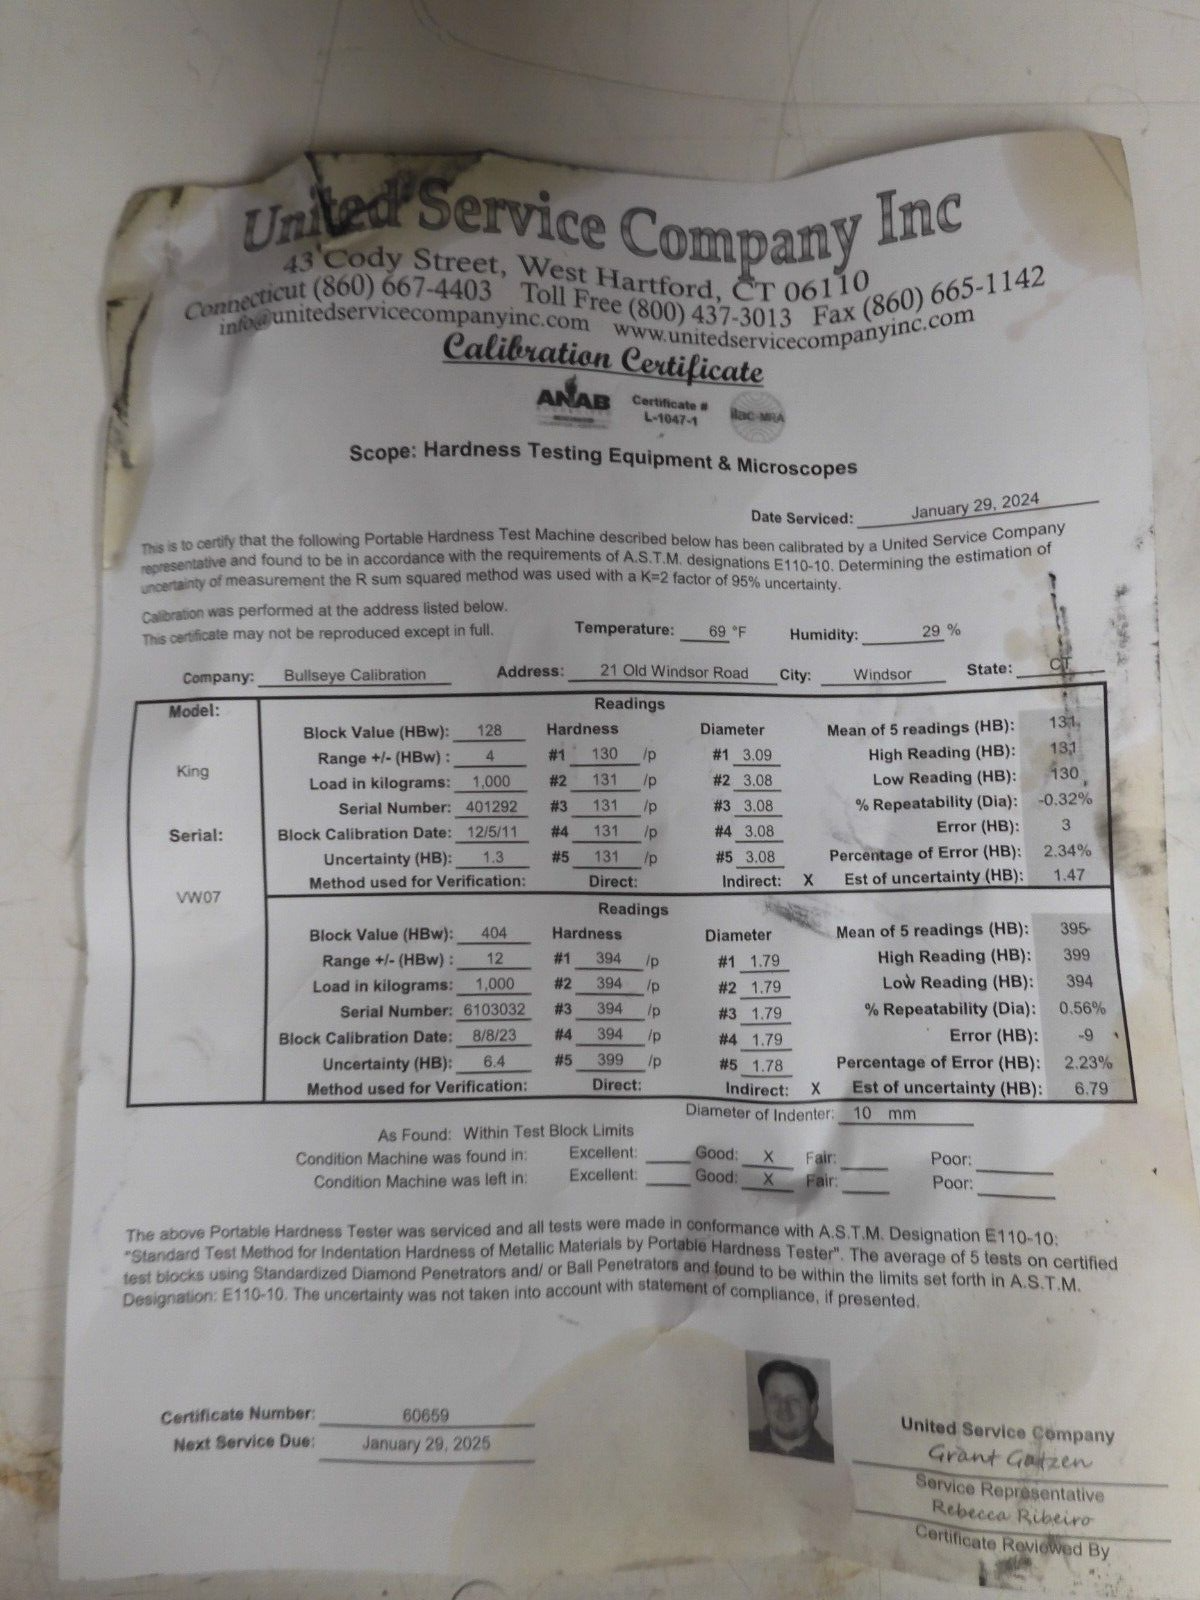 United Service Company Inc
43 Cody Street, West Hartford, CT 06110
Connecticut (860) 667-4403 Toll Free (800) 437-3013 Fax (860) 665-1142
info@unitedservicecompanyinc.com www.unitedservicecompanyinc.com
Calibration Certificate
ANAB Certificate # L-1047-1 ilac-MRA
Scope: Hardness Testing Equipment & Microscopes
Date Serviced: January 29, 2024
This is to certify that the following Portable Hardness Test Machine described below has been calibrated by a United Service Company
representative and found to be in accordance with the requirements of A.S.T.M. designations E110-10. Determining the estimation of
uncertainty of measurement the R sum squared method was used with a K=2 factor of 95% uncertainty.
Calibration was performed at the address listed below.
This certificate may not be reproduced except in full. Temperature: 69 °F Humidity: 29 %
Company: Bullseye Calibration Address: 21 Old Windsor Road City: Windsor State: CT
Model: Readings
Block Value (HBw): 128 Hardness Diameter Mean of 5 readings (HB): 131
King Range +/- (HBw) : 4 #1 130 /p #1 3.09 High Reading (HB): 131
Load in kilograms: 1,000 #2 131 /p #2 3.08 Low Reading (HB): 130
Serial Number: 401292 #3 131 /p #3 3.08 % Repeatability (Dia): -0.32%
Serial: Block Calibration Date: 12/5/11 #4 131 /p #4 3.08 Error (HB): 3
Uncertainty (HB): 1.3 #5 131 /p #5 3.08 Percentage of Error (HB): 2.34%
Method used for Verification: Direct: Indirect: X Est of uncertainty (HB): 1.47
VW07 Readings
Block Value (HBw): 404 Hardness Diameter Mean of 5 readings (HB): 395
Range +/- (HBw) : 12 #1 394 /p #1 1.79 High Reading (HB): 399
Load in kilograms: 1,000 #2 394 /p #2 1.79 Low Reading (HB): 394
Serial Number: 6103032 #3 394 /p #3 1.79 % Repeatability (Dia): 0.56%
Block Calibration Date: 8/8/23 #4 394 /p #4 1.79 Error (HB): -9
Uncertainty (HB): 6.4 #5 399 /p #5 1.78 Percentage of Error (HB): 2.23%
Method used for Verification: Direct: Indirect: X Est of uncertainty (HB): 6.79
Diameter of Indenter: 10 mm
As Found: Within Test Block Limits
Condition Machine was found in: Excellent: Good: X Fair: Poor:
Condition Machine was left in: Excellent: Good: X Fair: Poor:
The above Portable Hardness Tester was serviced and all tests were made in conformance with A.S.T.M. Designation E110-10:
"Standard Test Method for Indentation Hardness of Metallic Materials by Portable Hardness Tester". The average of 5 tests on certified
test blocks using Standardized Diamond Penetrators and/ or Ball Penetrators and found to be within the limits set forth in A.S.T.M.
Designation: E110-10. The uncertainty was not taken into account with statement of compliance, if presented.
Certificate Number: 60659
Next Service Due: January 29, 2025
United Service Company
Grant Gatzen
Service Representative
Rebecca Ribeiro
Certificate Reviewed By